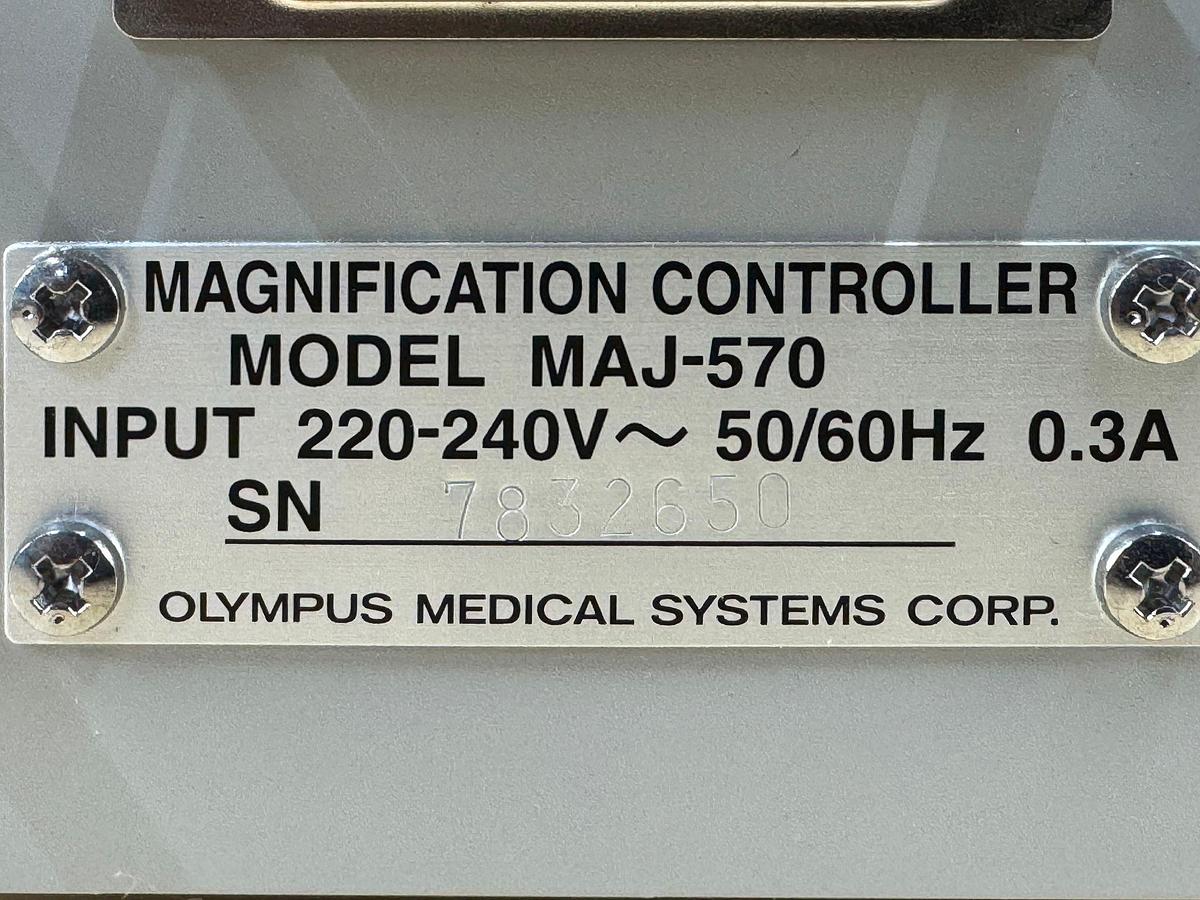 MAGNIFICATION CONTROLLER
MODEL MAJ-570
INPUT 220-240V～ 50/60Hz 0.3A
SN 7832650
OLYMPUS MEDICAL SYSTEMS CORP.